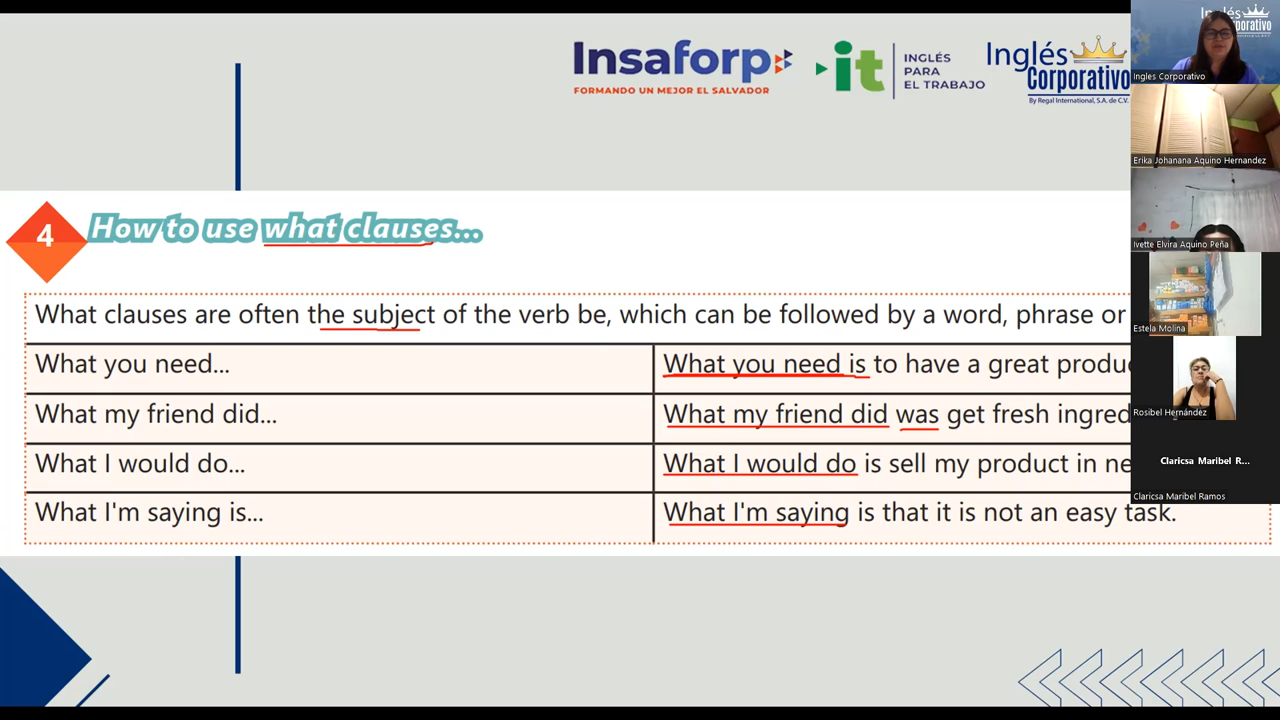 Insaforp
FORMANDO UN MEJOR EL SALVADOR
it
INGLÉS
PARA
EL TRABAJO
Inglés
Corporativo
By Regal International, S.A. de C.V.
4
How to use what clauses...
What clauses are often the subject of the verb be, which can be followed by a word, phrase or
What you need...
What you need is to have a great produc
What my friend did...
What my friend did was get fresh ingred
What I would do...
What I would do is sell my product in ne
What I'm saying is...
What I'm saying is that it is not an easy task.
Ingles Corporativo
Erika Johanana Aquino Hernandez
Ivette Elvira Aquino Peña
Estela Molina
Rosibel Hernández
Claricsa Maribel R...
Claricsa Maribel Ramos